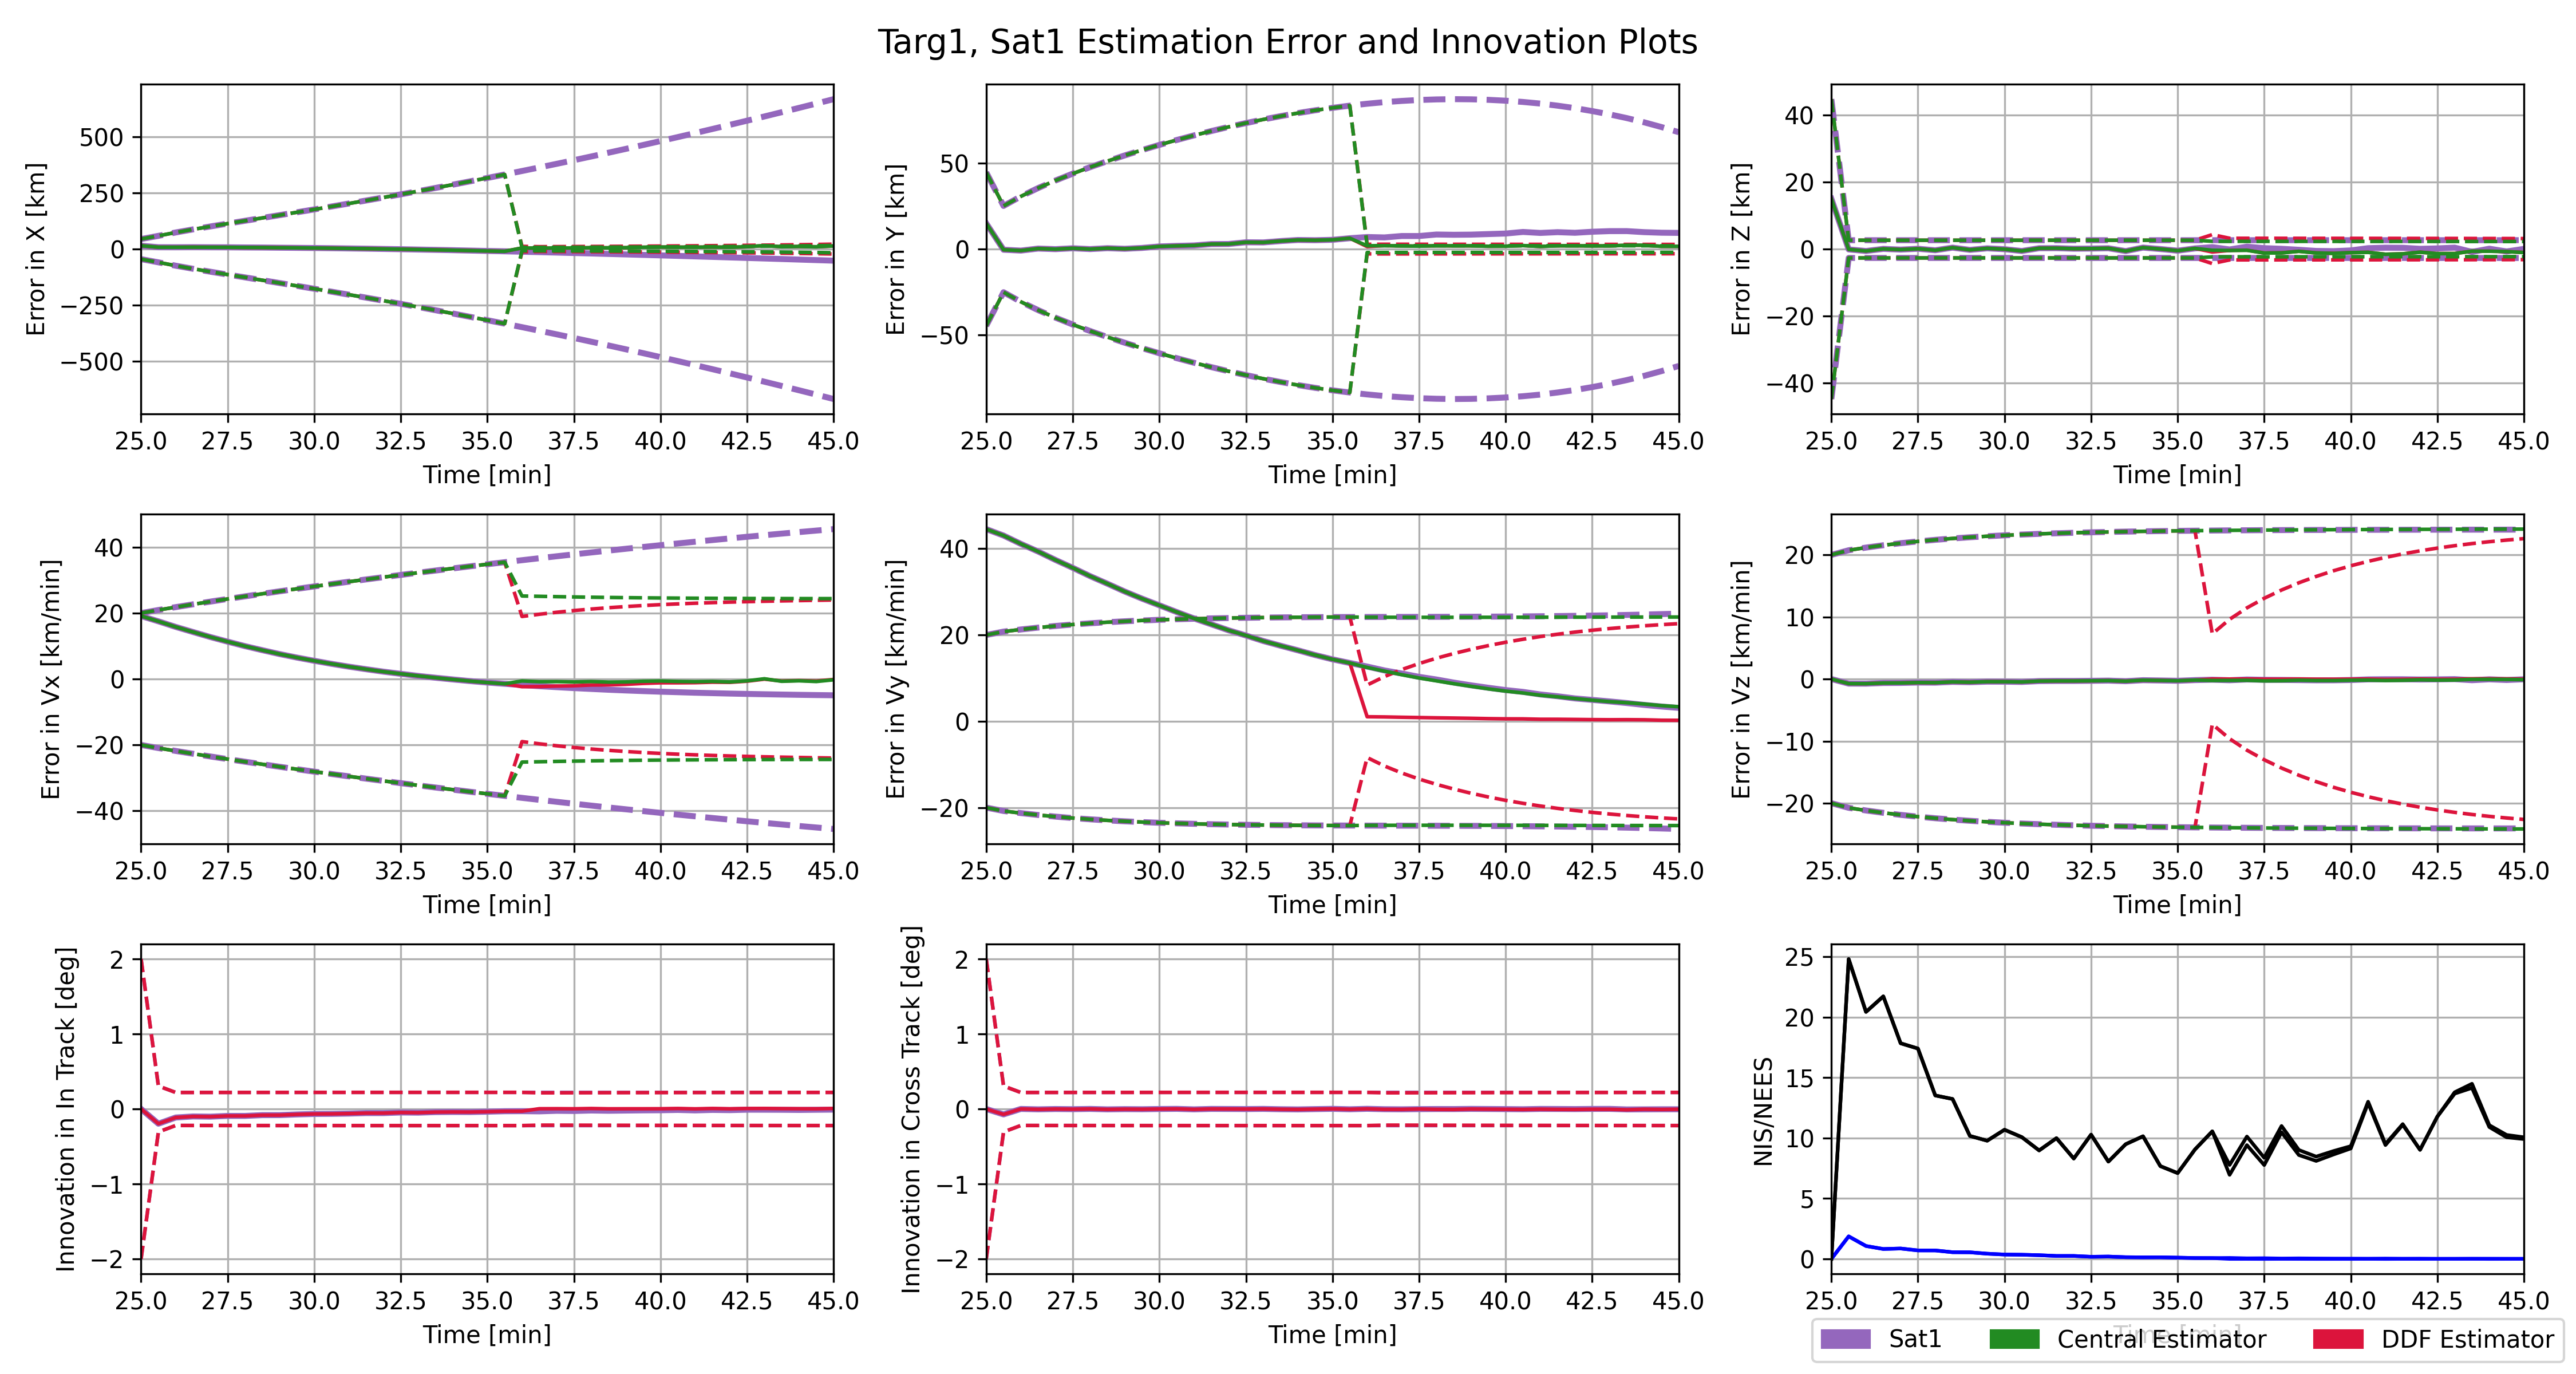 Targ1, Sat1 Estimation Error and Innovation Plots
Error in X [km]
500
250
0
−250
−500
25.0 27.5 30.0 32.5 35.0 37.5 40.0 42.5 45.0
Time [min]
Error in Y [km]
50
0
−50
25.0 27.5 30.0 32.5 35.0 37.5 40.0 42.5 45.0
Time [min]
Error in Z [km]
40
20
0
−20
−40
25.0 27.5 30.0 32.5 35.0 37.5 40.0 42.5 45.0
Time [min]
Error in Vx [km/min]
40
20
0
−20
−40
25.0 27.5 30.0 32.5 35.0 37.5 40.0 42.5 45.0
Time [min]
Error in Vy [km/min]
40
20
0
−20
25.0 27.5 30.0 32.5 35.0 37.5 40.0 42.5 45.0
Time [min]
Error in Vz [km/min]
20
10
0
−10
−20
25.0 27.5 30.0 32.5 35.0 37.5 40.0 42.5 45.0
Time [min]
Innovation in In Track [deg]
2
1
0
−1
−2
25.0 27.5 30.0 32.5 35.0 37.5 40.0 42.5 45.0
Time [min]
Innovation in Cross Track [deg]
2
1
0
−1
−2
25.0 27.5 30.0 32.5 35.0 37.5 40.0 42.5 45.0
Time [min]
NIS/NEES
25
20
15
10
5
0
25.0 27.5 30.0 32.5 35.0 37.5 40.0 42.5 45.0
Time [min]
Sat1 Central Estimator DDF Estimator